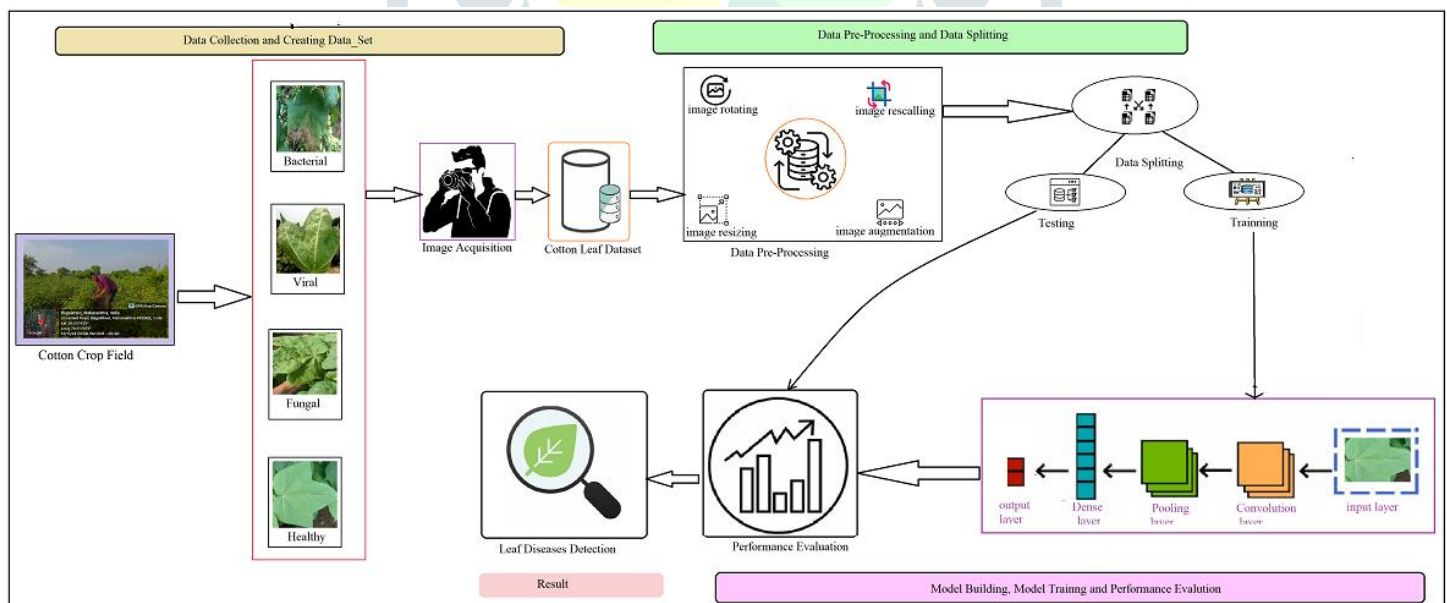 Data Collection and Creating Data_Set
Data Pre-Processing and Data Splitting
Bacterial
Viral
Fungal
Healthy
Cotton Crop Field
Google
Image Acquisition
Cotton Leaf Dataset
image rotating
image rescalling
image resizing
image augmentation
Data Pre-Processing
Data Splitting
Testing
Trainning
output
layer
Dense
layer
Pooling
layer
Convolution
layer
input layer
Performance Evaluation
Leaf Diseases Detection
Result
Model Building, Model Trainng and Performance Evalution